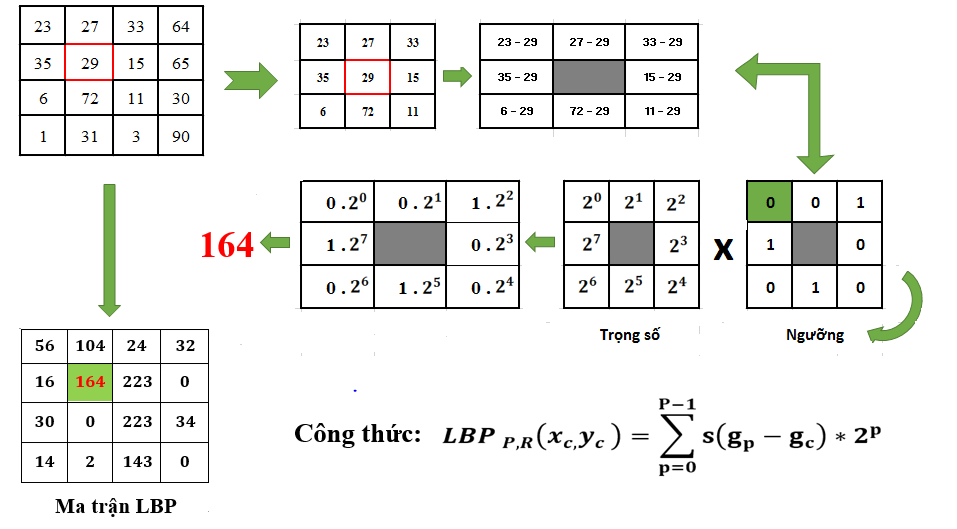 23 27 33 64
35 29 15 65
6 72 11 30
1 31 3 90
23 27 33
35 29 15
6 72 11
23 – 29 27 – 29 33 – 29
35 – 29 15 – 29
6 – 29 72 – 29 11 – 29
164
0 . 2⁰ 0 . 2¹ 1 . 2²
1 . 2⁷ 0 . 2³
0 . 2⁶ 1 . 2⁵ 0 . 2⁴
2⁰ 2¹ 2²
2⁷ 2³
2⁶ 2⁵ 2⁴
Trọng số
X
0 0 1
1 0
0 1 0
Ngưỡng
56 104 24 32
16 164 223 0
30 0 223 34
14 2 143 0
Ma trận LBP
Công thức: LBP P,R(xc,yc) = ∑ p=0 P−1 s(gp − gc) ∗ 2ᵖ